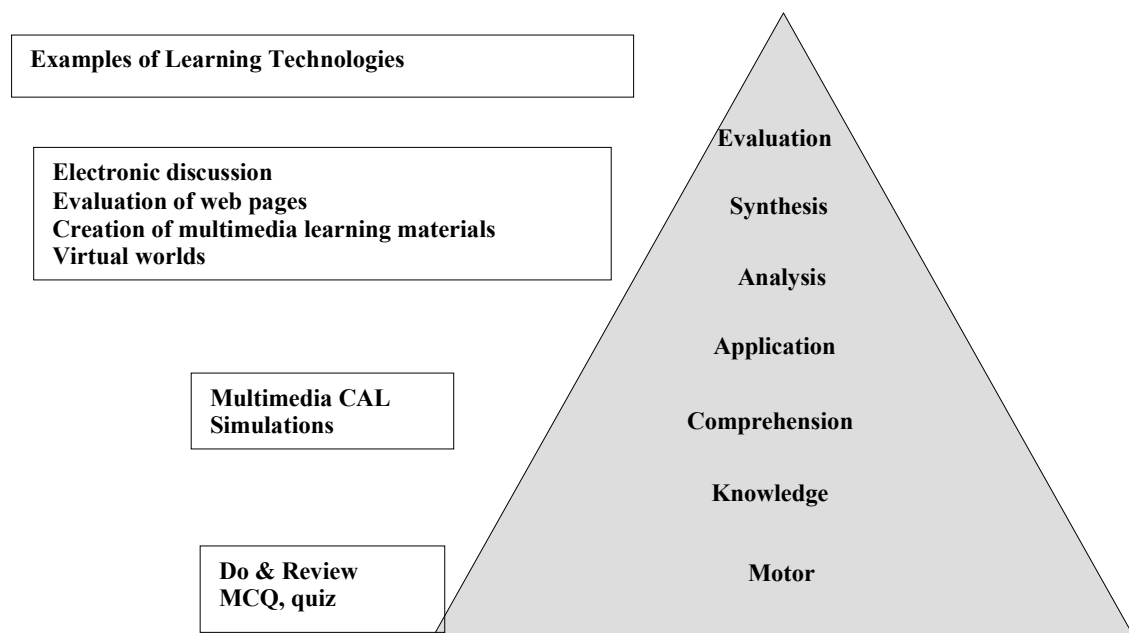 Examples of Learning Technologies
Electronic discussion
Evaluation of web pages
Creation of multimedia learning materials
Virtual worlds
Multimedia CAL
Simulations
Do & Review
MCQ, quiz
Evaluation
Synthesis
Analysis
Application
Comprehension
Knowledge
Motor